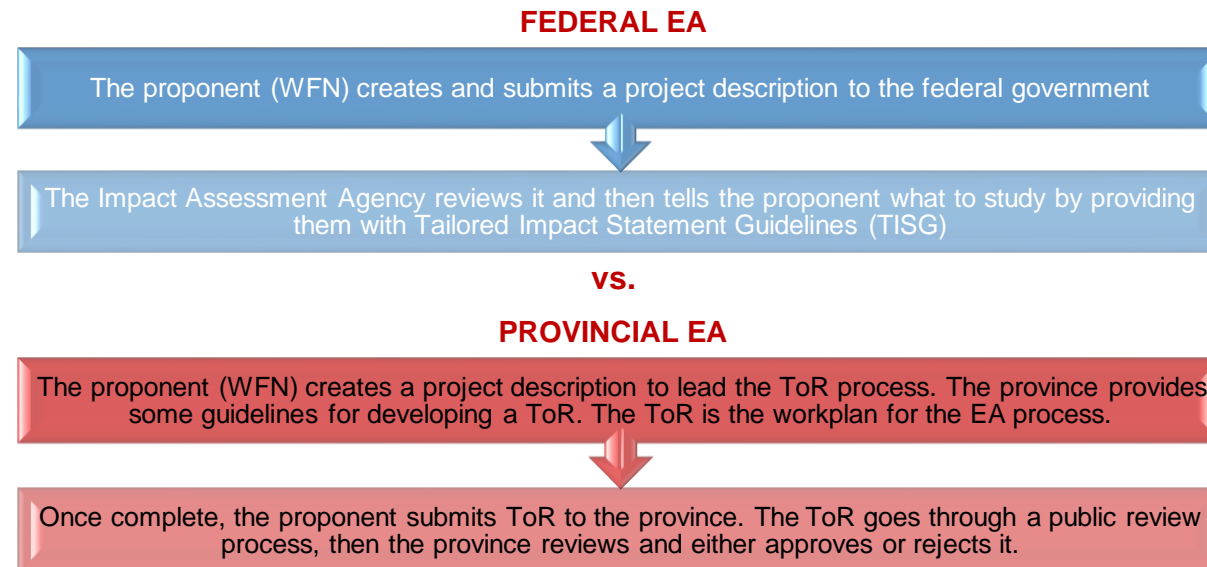 FEDERAL EA
The proponent (WFN) creates and submits a project description to the federal government
The Impact Assessment Agency reviews it and then tells the proponent what to study by providing
them with Tailored Impact Statement Guidelines (TISG)
vs.
PROVINCIAL EA
The proponent (WFN) creates a project description to lead the ToR process. The province provides
some guidelines for developing a ToR. The ToR is the workplan for the EA process.
Once complete, the proponent submits ToR to the province. The ToR goes through a public review
process, then the province reviews and either approves or rejects it.